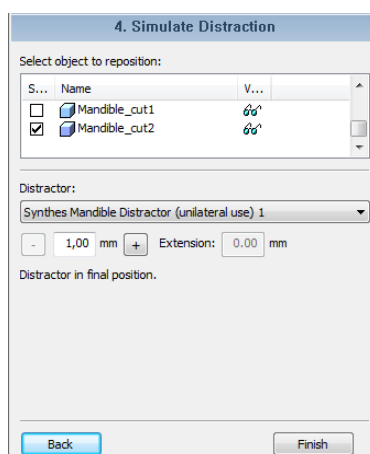 4. Simulate Distraction
Select object to reposition:
S... Name V...
Mandible_cut1
Mandible_cut2
Distractor:
Synthes Mandible Distractor (unilateral use) 1
- 1,00 mm + Extension: 0.00 mm
Distractor in final position.
Back Finish